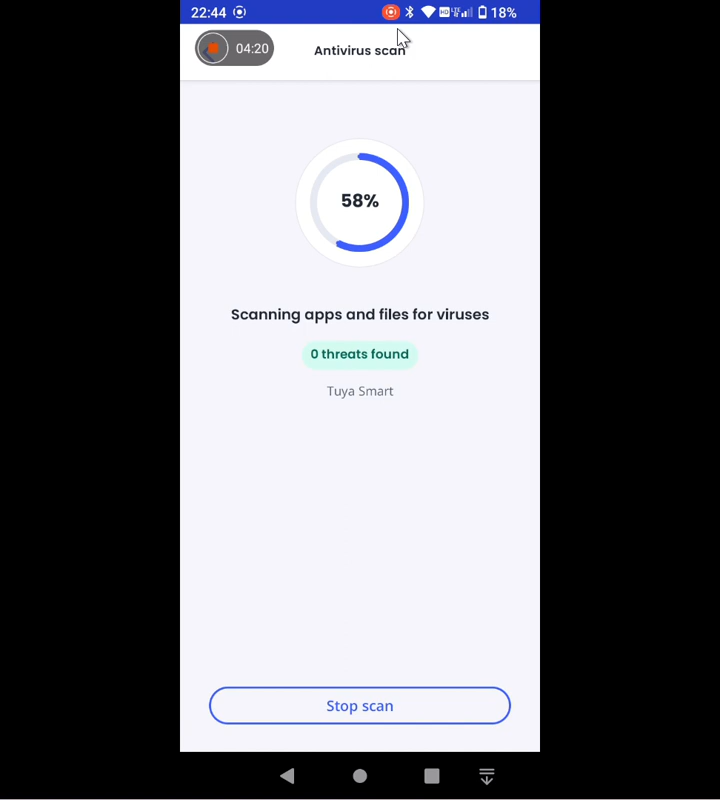 22:44 18%
04:20 Antivirus scan
58%
Scanning apps and files for viruses
0 threats found
Tuya Smart
Stop scan